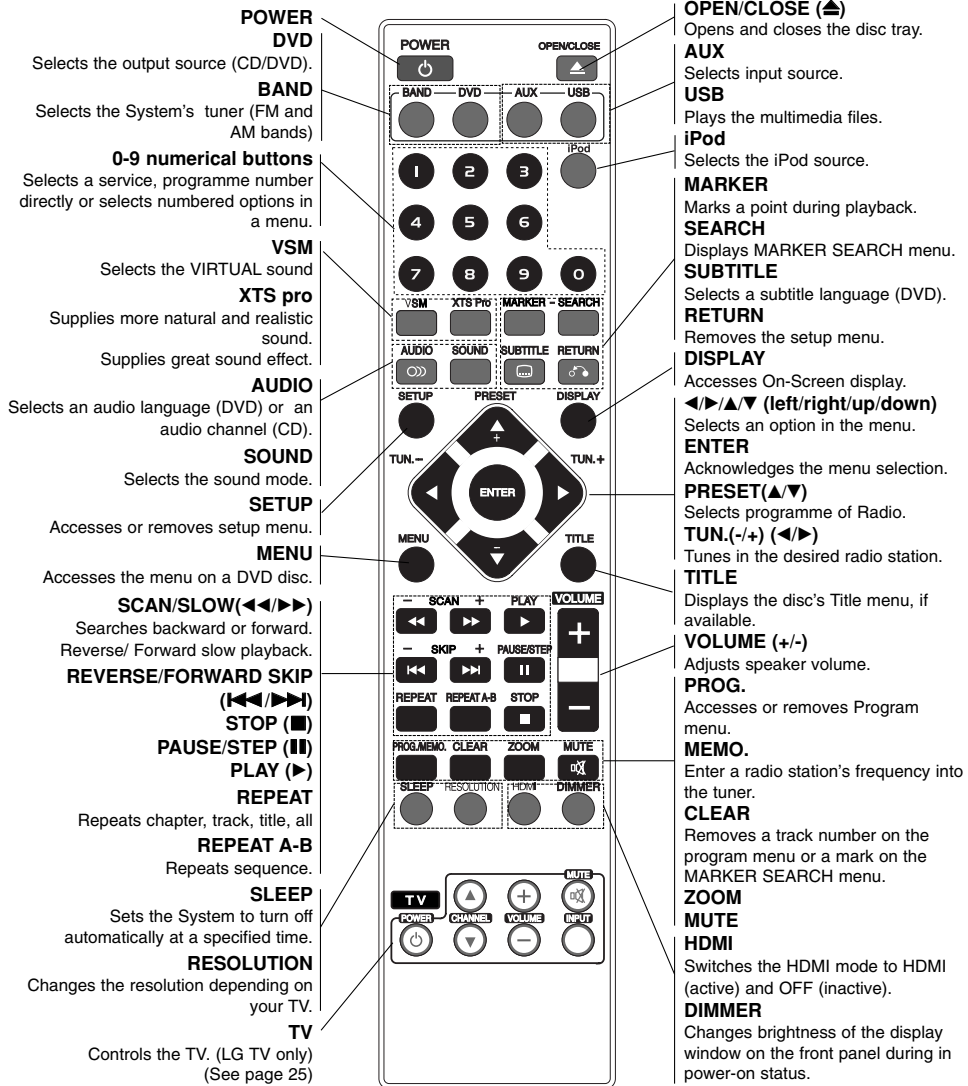 POWER
DVD
Selects the output source (CD/DVD).
BAND
Selects the System's tuner (FM and
AM bands)
0-9 numerical buttons
Selects a service, programme number
directly or selects numbered options in
a menu.
VSM
Selects the VIRTUAL sound
XTS pro
Supplies more natural and realistic
sound.
Supplies great sound effect.
AUDIO
Selects an audio language (DVD) or an
audio channel (CD).
SOUND
Selects the sound mode.
SETUP
Accesses or removes setup menu.
MENU
Accesses the menu on a DVD disc.
SCAN/SLOW(◀◀/▶▶)
Searches backward or forward.
Reverse/ Forward slow playback.
REVERSE/FORWARD SKIP
(⏮/⏭)
STOP (■)
PAUSE/STEP (❚❚)
PLAY (▶)
REPEAT
Repeats chapter, track, title, all
REPEAT A-B
Repeats sequence.
SLEEP
Sets the System to turn off
automatically at a specified time.
RESOLUTION
Changes the resolution depending on
your TV.
TV
Controls the TV. (LG TV only)
(See page 25)
POWER OPEN/CLOSE
BAND DVD AUX USB
iPod
1 2 3
4 5 6
7 8 9 0
VSM XTS Pro MARKER - SEARCH
AUDIO SOUND SUBTITLE RETURN
SETUP PRESET DISPLAY
+
TUN.- TUN.+
ENTER
-
MENU TITLE
- SCAN + PLAY VOLUME
+
- SKIP + PAUSE/STEP
REPEAT REPEAT A-B STOP
-
PROG./MEMO. CLEAR ZOOM MUTE
SLEEP RESOLUTION HDMI DIMMER
MUTE
TV
POWER CHANNEL VOLUME INPUT
OPEN/CLOSE (⏏)
Opens and closes the disc tray.
AUX
Selects input source.
USB
Plays the multimedia files.
iPod
Selects the iPod source.
MARKER
Marks a point during playback.
SEARCH
Displays MARKER SEARCH menu.
SUBTITLE
Selects a subtitle language (DVD).
RETURN
Removes the setup menu.
DISPLAY
Accesses On-Screen display.
◀/▶/▲/▼ (left/right/up/down)
Selects an option in the menu.
ENTER
Acknowledges the menu selection.
PRESET(▲/▼)
Selects programme of Radio.
TUN.(-/+) (◀/▶)
Tunes in the desired radio station.
TITLE
Displays the disc's Title menu, if
available.
VOLUME (+/-)
Adjusts speaker volume.
PROG.
Accesses or removes Program
menu.
MEMO.
Enter a radio station's frequency into
the tuner.
CLEAR
Removes a track number on the
program menu or a mark on the
MARKER SEARCH menu.
ZOOM
MUTE
HDMI
Switches the HDMI mode to HDMI
(active) and OFF (inactive).
DIMMER
Changes brightness of the display
window on the front panel during in
power-on status.